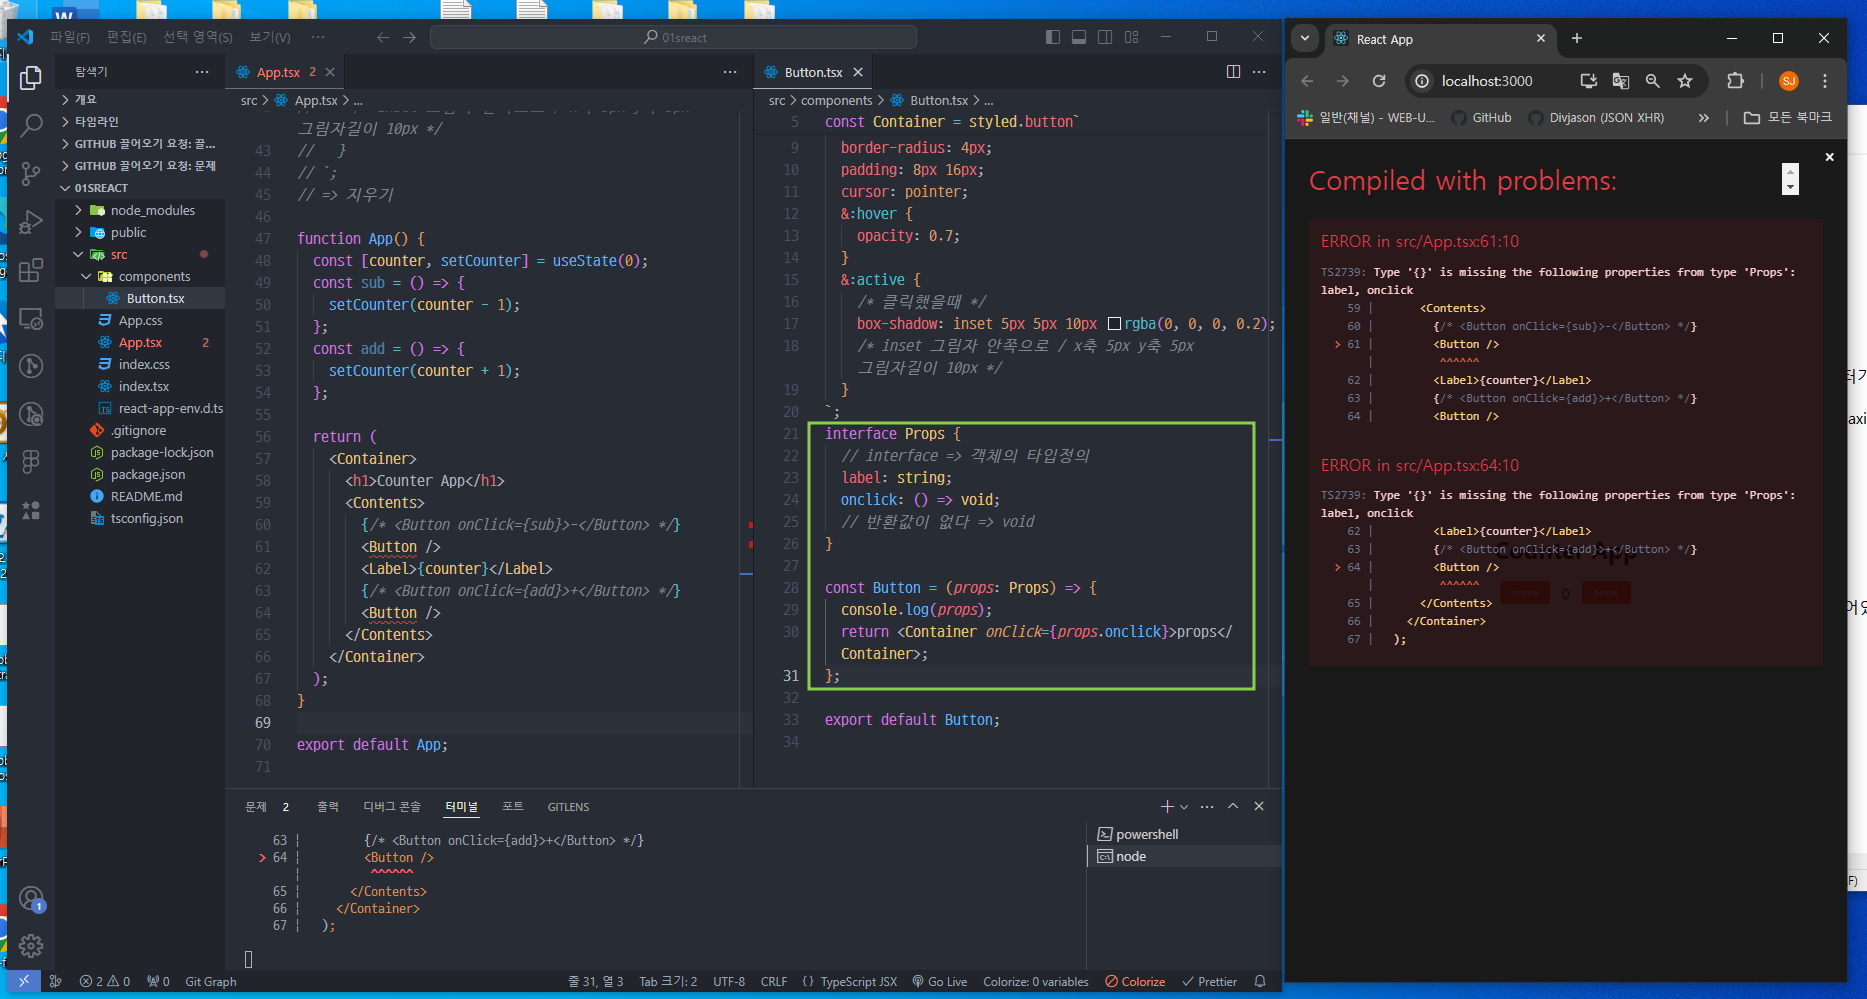 파일(F) 편집(E) 선택 영역(S) 보기(V) ···
01sreact
탐색기
개요
타임라인
GITHUB 끌어오기 요청: 끌...
GITHUB 끌어오기 요청: 문제
01SREACT
node_modules
public
src
components
Button.tsx
App.css
App.tsx 2
index.css
index.tsx
react-app-env.d.ts
.gitignore
package-lock.json
package.json
README.md
tsconfig.json
App.tsx 2
src > App.tsx > ...
그림자길이 10px */
43 //   }
44 // `;
45 // => 지우기
46
47 function App() {
48   const [counter, setCounter] = useState(0);
49   const sub = () => {
50     setCounter(counter - 1);
51   };
52   const add = () => {
53     setCounter(counter + 1);
54   };
55
56   return (
57     <Container>
58       <h1>Counter App</h1>
59       <Contents>
60         {/* <Button onClick={sub}>-</Button> */}
61         <Button />
62         <Label>{counter}</Label>
63         {/* <Button onClick={add}>+</Button> */}
64         <Button />
65       </Contents>
66     </Container>
67   );
68 }
69
70 export default App;
71
Button.tsx
src > components > Button.tsx > ...
5 const Container = styled.button`
9   border-radius: 4px;
10   padding: 8px 16px;
11   cursor: pointer;
12   &:hover {
13     opacity: 0.7;
14   }
15   &:active {
16     /* 클릭했을때 */
17     box-shadow: inset 5px 5px 10px rgba(0, 0, 0, 0.2);
18     /* inset 그림자 안쪽으로 / x축 5px y축 5px
그림자길이 10px */
19   }
20 `;
21 interface Props {
22   // interface => 객체의 타입정의
23   label: string;
24   onclick: () => void;
25   // 반환값이 없다 => void
26 }
27
28 const Button = (props: Props) => {
29   console.log(props);
30   return <Container onClick={props.onclick}>props</
Container>;
31 };
32
33 export default Button;
34
문제 2 출력 디버그 콘솔 터미널 포트 GITLENS
63 ¦         {/* <Button onClick={add}>+</Button> */}
> 64 ¦         <Button />
¦          ^^^^^^
65 ¦       </Contents>
66 ¦     </Container>
67 ¦   );
powershell
node
1
2 0 0 Git Graph
줄 31, 열 3 Tab 크기: 2 UTF-8 CRLF {} TypeScript JSX Go Live Colorize: 0 variables Colorize Prettier
React App
localhost:3000
SJ
일반(채널) - WEB-U... GitHub Divjason (JSON XHR) » 모든 북마크
Compiled with problems:
ERROR in src/App.tsx:61:10
TS2739: Type '{}' is missing the following properties from type 'Props':
label, onclick
59 |       <Contents>
60 |         {/* <Button onClick={sub}>-</Button> */}
> 61 |         <Button />
|          ^^^^^^
62 |         <Label>{counter}</Label>
63 |         {/* <Button onClick={add}>+</Button> */}
64 |         <Button />
ERROR in src/App.tsx:64:10
TS2739: Type '{}' is missing the following properties from type 'Props':
label, onclick
62 |         <Label>{counter}</Label>
63 |         {/* <Button onClick={add}>+</Button> */}
> 64 |         <Button />
|          ^^^^^^
65 |       </Contents>
66 |     </Container>
67 |   );
Counter App
props 0 props